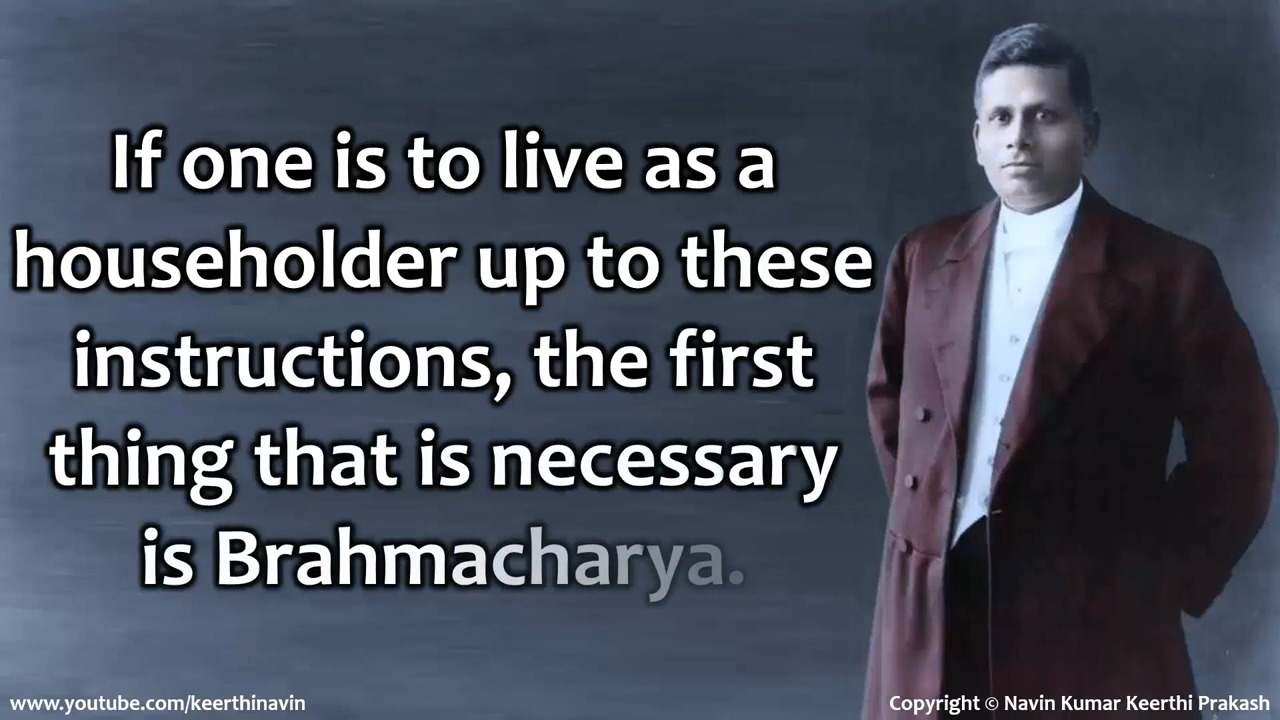 If one is to live as a
householder up to these
instructions, the first
thing that is necessary
is Brahmacharya.
www.youtube.com/keerthinavin
Copyright © Navin Kumar Keerthi Prakash